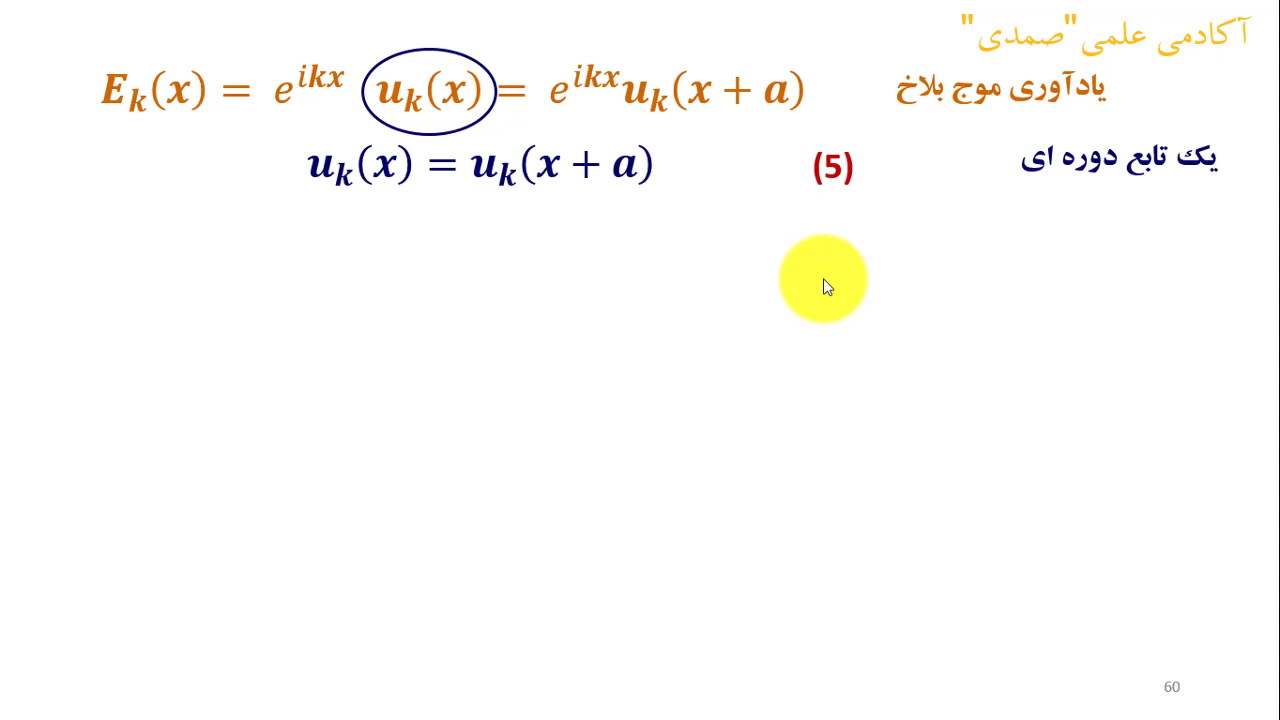 آکادمی علمی"صمدی"
یادآوری موج بلاخ E_k(x) = e^{ikx} u_k(x) = e^{ikx} u_k(x + a)
یک تابع دوره ای (5) u_k(x) = u_k(x + a)
60